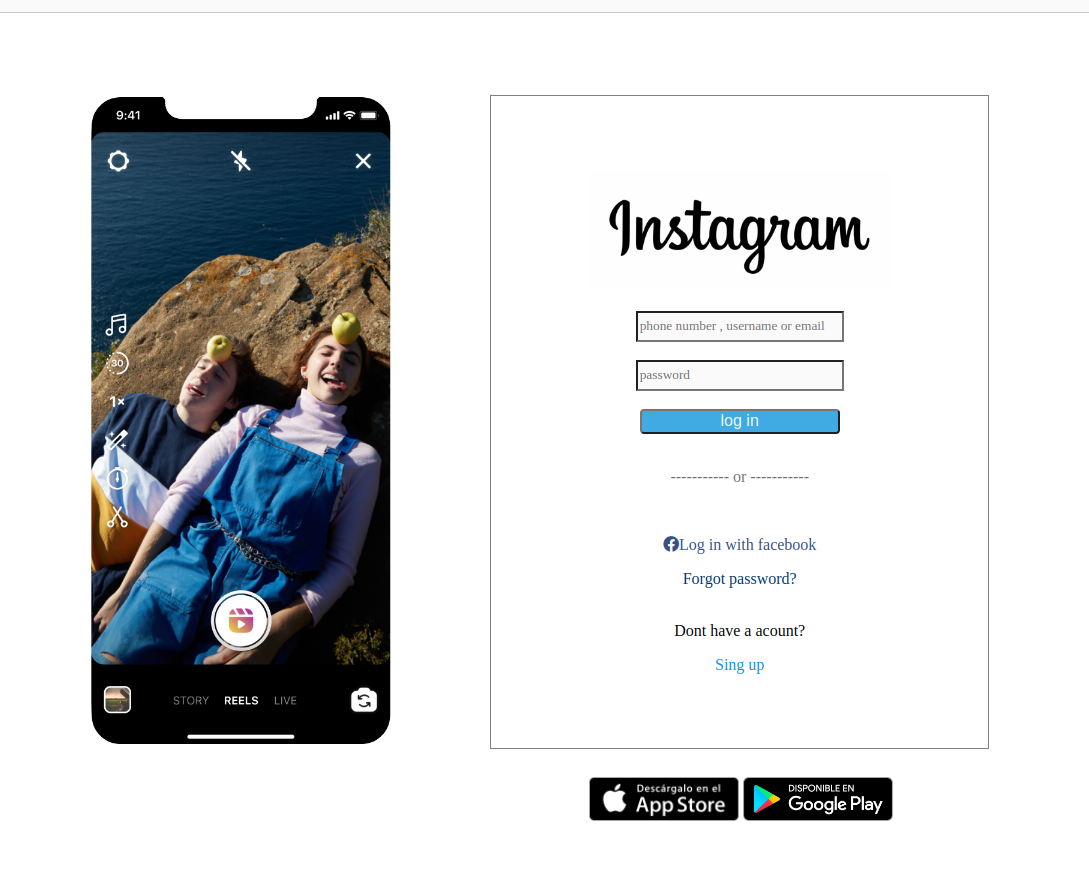 9:41
30
1×
STORY REELS LIVE
Instagram
phone number , username or email
password
log in
----------- or -----------
Log in with facebook
Forgot password?
Dont have a acount?
Sing up
Descárgalo en el
App Store
DISPONIBLE EN
Google Play